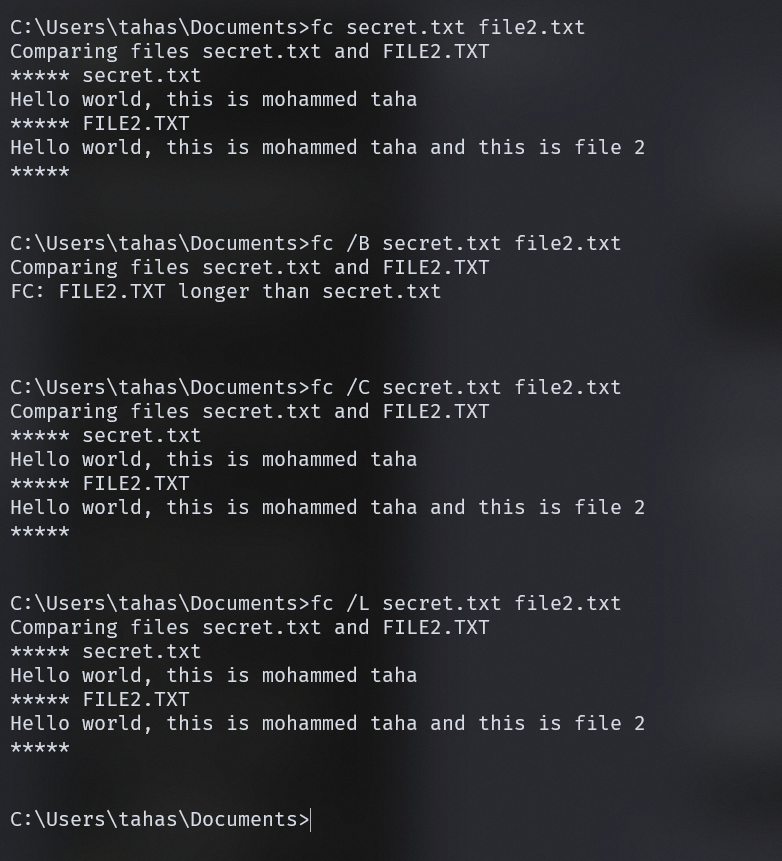 C:\Users\tahas\Documents>fc secret.txt file2.txt
Comparing files secret.txt and FILE2.TXT
***** secret.txt
Hello world, this is mohammed taha
***** FILE2.TXT
Hello world, this is mohammed taha and this is file 2
*****
C:\Users\tahas\Documents>fc /B secret.txt file2.txt
Comparing files secret.txt and FILE2.TXT
FC: FILE2.TXT longer than secret.txt
C:\Users\tahas\Documents>fc /C secret.txt file2.txt
Comparing files secret.txt and FILE2.TXT
***** secret.txt
Hello world, this is mohammed taha
***** FILE2.TXT
Hello world, this is mohammed taha and this is file 2
*****
C:\Users\tahas\Documents>fc /L secret.txt file2.txt
Comparing files secret.txt and FILE2.TXT
***** secret.txt
Hello world, this is mohammed taha
***** FILE2.TXT
Hello world, this is mohammed taha and this is file 2
*****
C:\Users\tahas\Documents>